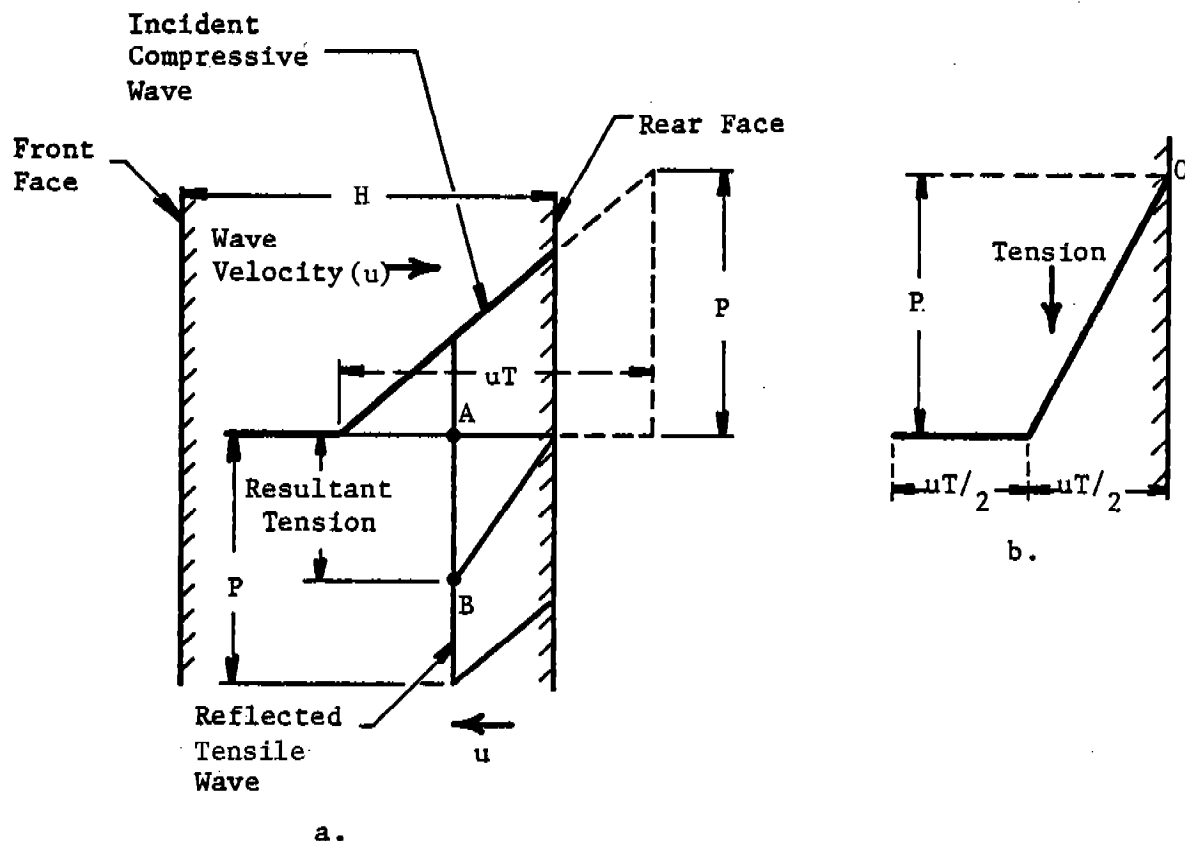 Incident
Compressive
Wave
Front
Face
Rear Face
H
Wave
Velocity (u)
P
uT
A
Resultant
Tension
P
B
Reflected
Tensile
Wave
u
a.
C
P.
Tension
uT/2
uT/2
b.